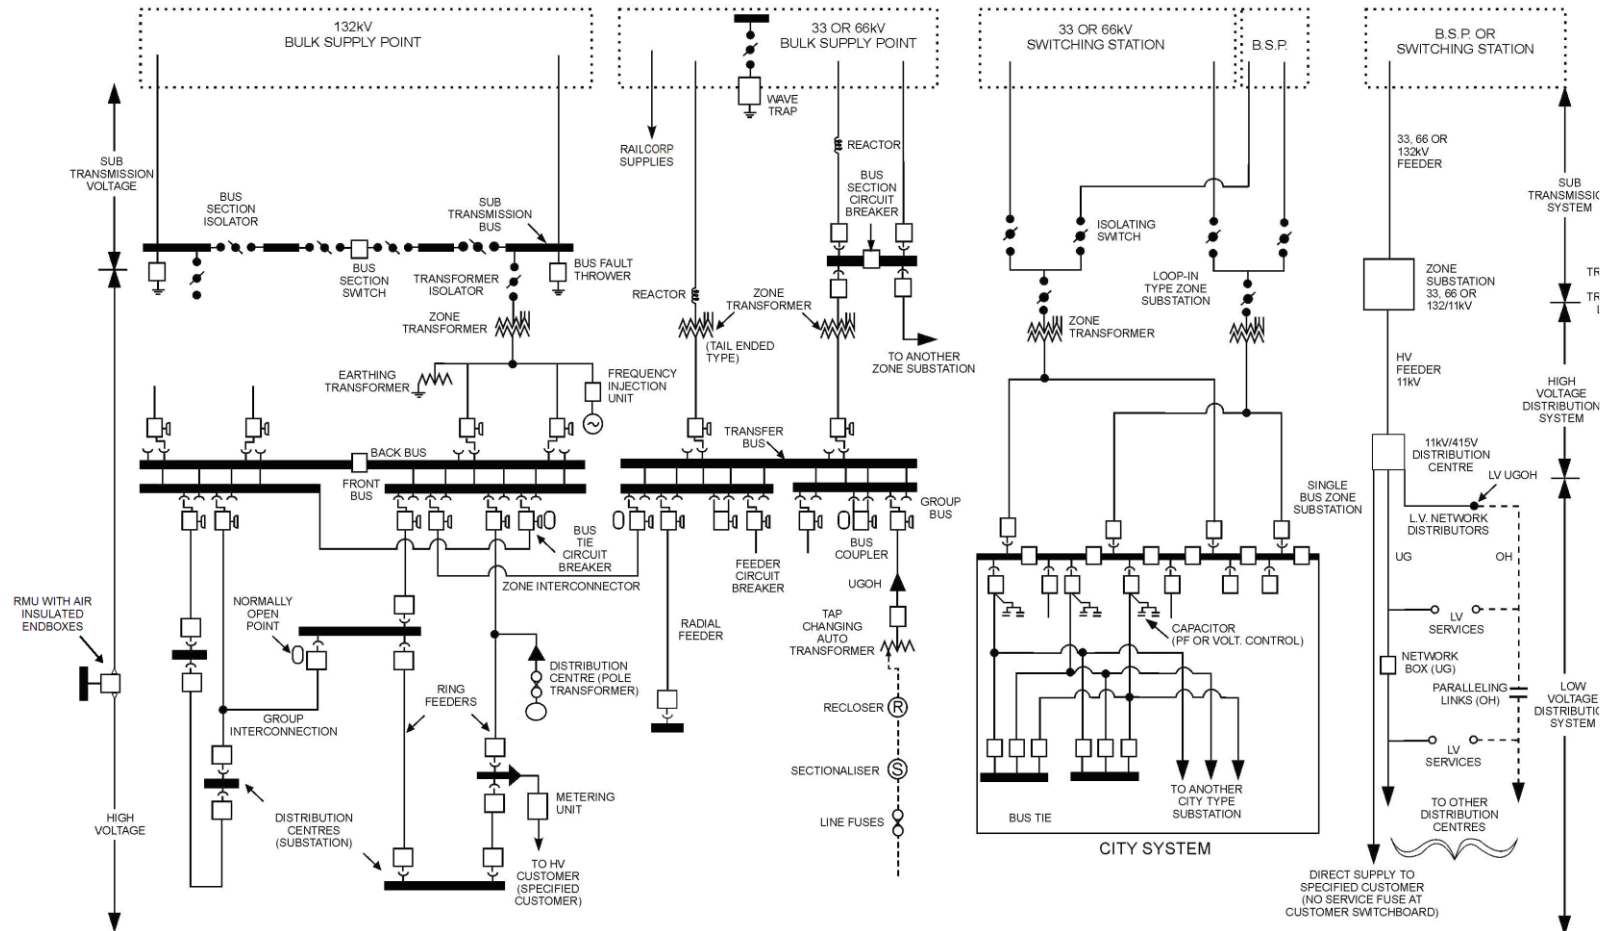 132kV
BULK SUPPLY POINT
33 OR 66kV
BULK SUPPLY POINT
33 OR 66kV
SWITCHING STATION
B.S.P.
B.S.P. OR
SWITCHING STATION
WAVE
TRAP
RAILCORP
SUPPLIES
REACTOR
BUS
SECTION
CIRCUIT
BREAKER
33, 66 OR
132kV
FEEDER
SUB
TRANSMISSION
VOLTAGE
BUS
SECTION
ISOLATOR
SUB
TRANSMISSION
BUS
ISOLATING
SWITCH
SUB
TRANSMISSIC
SYSTEM
BUS
SECTION
SWITCH
TRANSFORMER
ISOLATOR
BUS FAULT
THROWER
REACTOR
ZONE
TRANSFORMER
LOOP-IN
TYPE ZONE
SUBSTATION
ZONE
SUBSTATION
33, 66 OR
132/11kV
TR
TR
ZONE
TRANSFORMER
(TAIL ENDED
TYPE)
ZONE
TRANSFORMER
TO ANOTHER
ZONE SUBSTATION
HV
FEEDER
11kV
EARTHING
TRANSFORMER
FREQUENCY
INJECTION
UNIT
HIGH
VOLTAGE
DISTRIBUTION
SYSTEM
TRANSFER
BUS
BACK BUS
FRONT
BUS
GROUP
BUS
11kV/415V
DISTRIBUTION
CENTRE
LV UGOH
SINGLE
BUS ZONE
SUBSTATION
L.V. NETWORK
DISTRIBUTORS
BUS
TIE
CIRCUIT
BREAKER
BUS
COUPLER
FEEDER
CIRCUIT
BREAKER
ZONE INTERCONNECTOR
UGOH
UG
OH
RMU WITH AIR
INSULATED
ENDBOXES
NORMALLY
OPEN
POINT
RADIAL
FEEDER
TAP
CHANGING
AUTO
TRANSFORMER
CAPACITOR
(PF OR VOLT. CONTROL)
LV
SERVICES
DISTRIBUTION
CENTRE (POLE
TRANSFORMER)
NETWORK
BOX (UG)
RING
FEEDERS
PARALLELING
LINKS (OH)
LOW
VOLTAGE
DISTRIBUTIC
SYSTEM
GROUP
INTERCONNECTION
RECLOSER
R
LV
SERVICES
SECTIONALISER
S
METERING
UNIT
TO ANOTHER
CITY TYPE
SUBSTATION
TO OTHER
DISTRIBUTION
CENTRES
HIGH
VOLTAGE
DISTRIBUTION
CENTRES
(SUBSTATION)
LINE FUSES
BUS TIE
CITY SYSTEM
TO HV
CUSTOMER
(SPECIFIED
CUSTOMER)
DIRECT SUPPLY TO
SPECIFIED CUSTOMER
(NO SERVICE FUSE AT
CUSTOMER SWITCHBOARD)